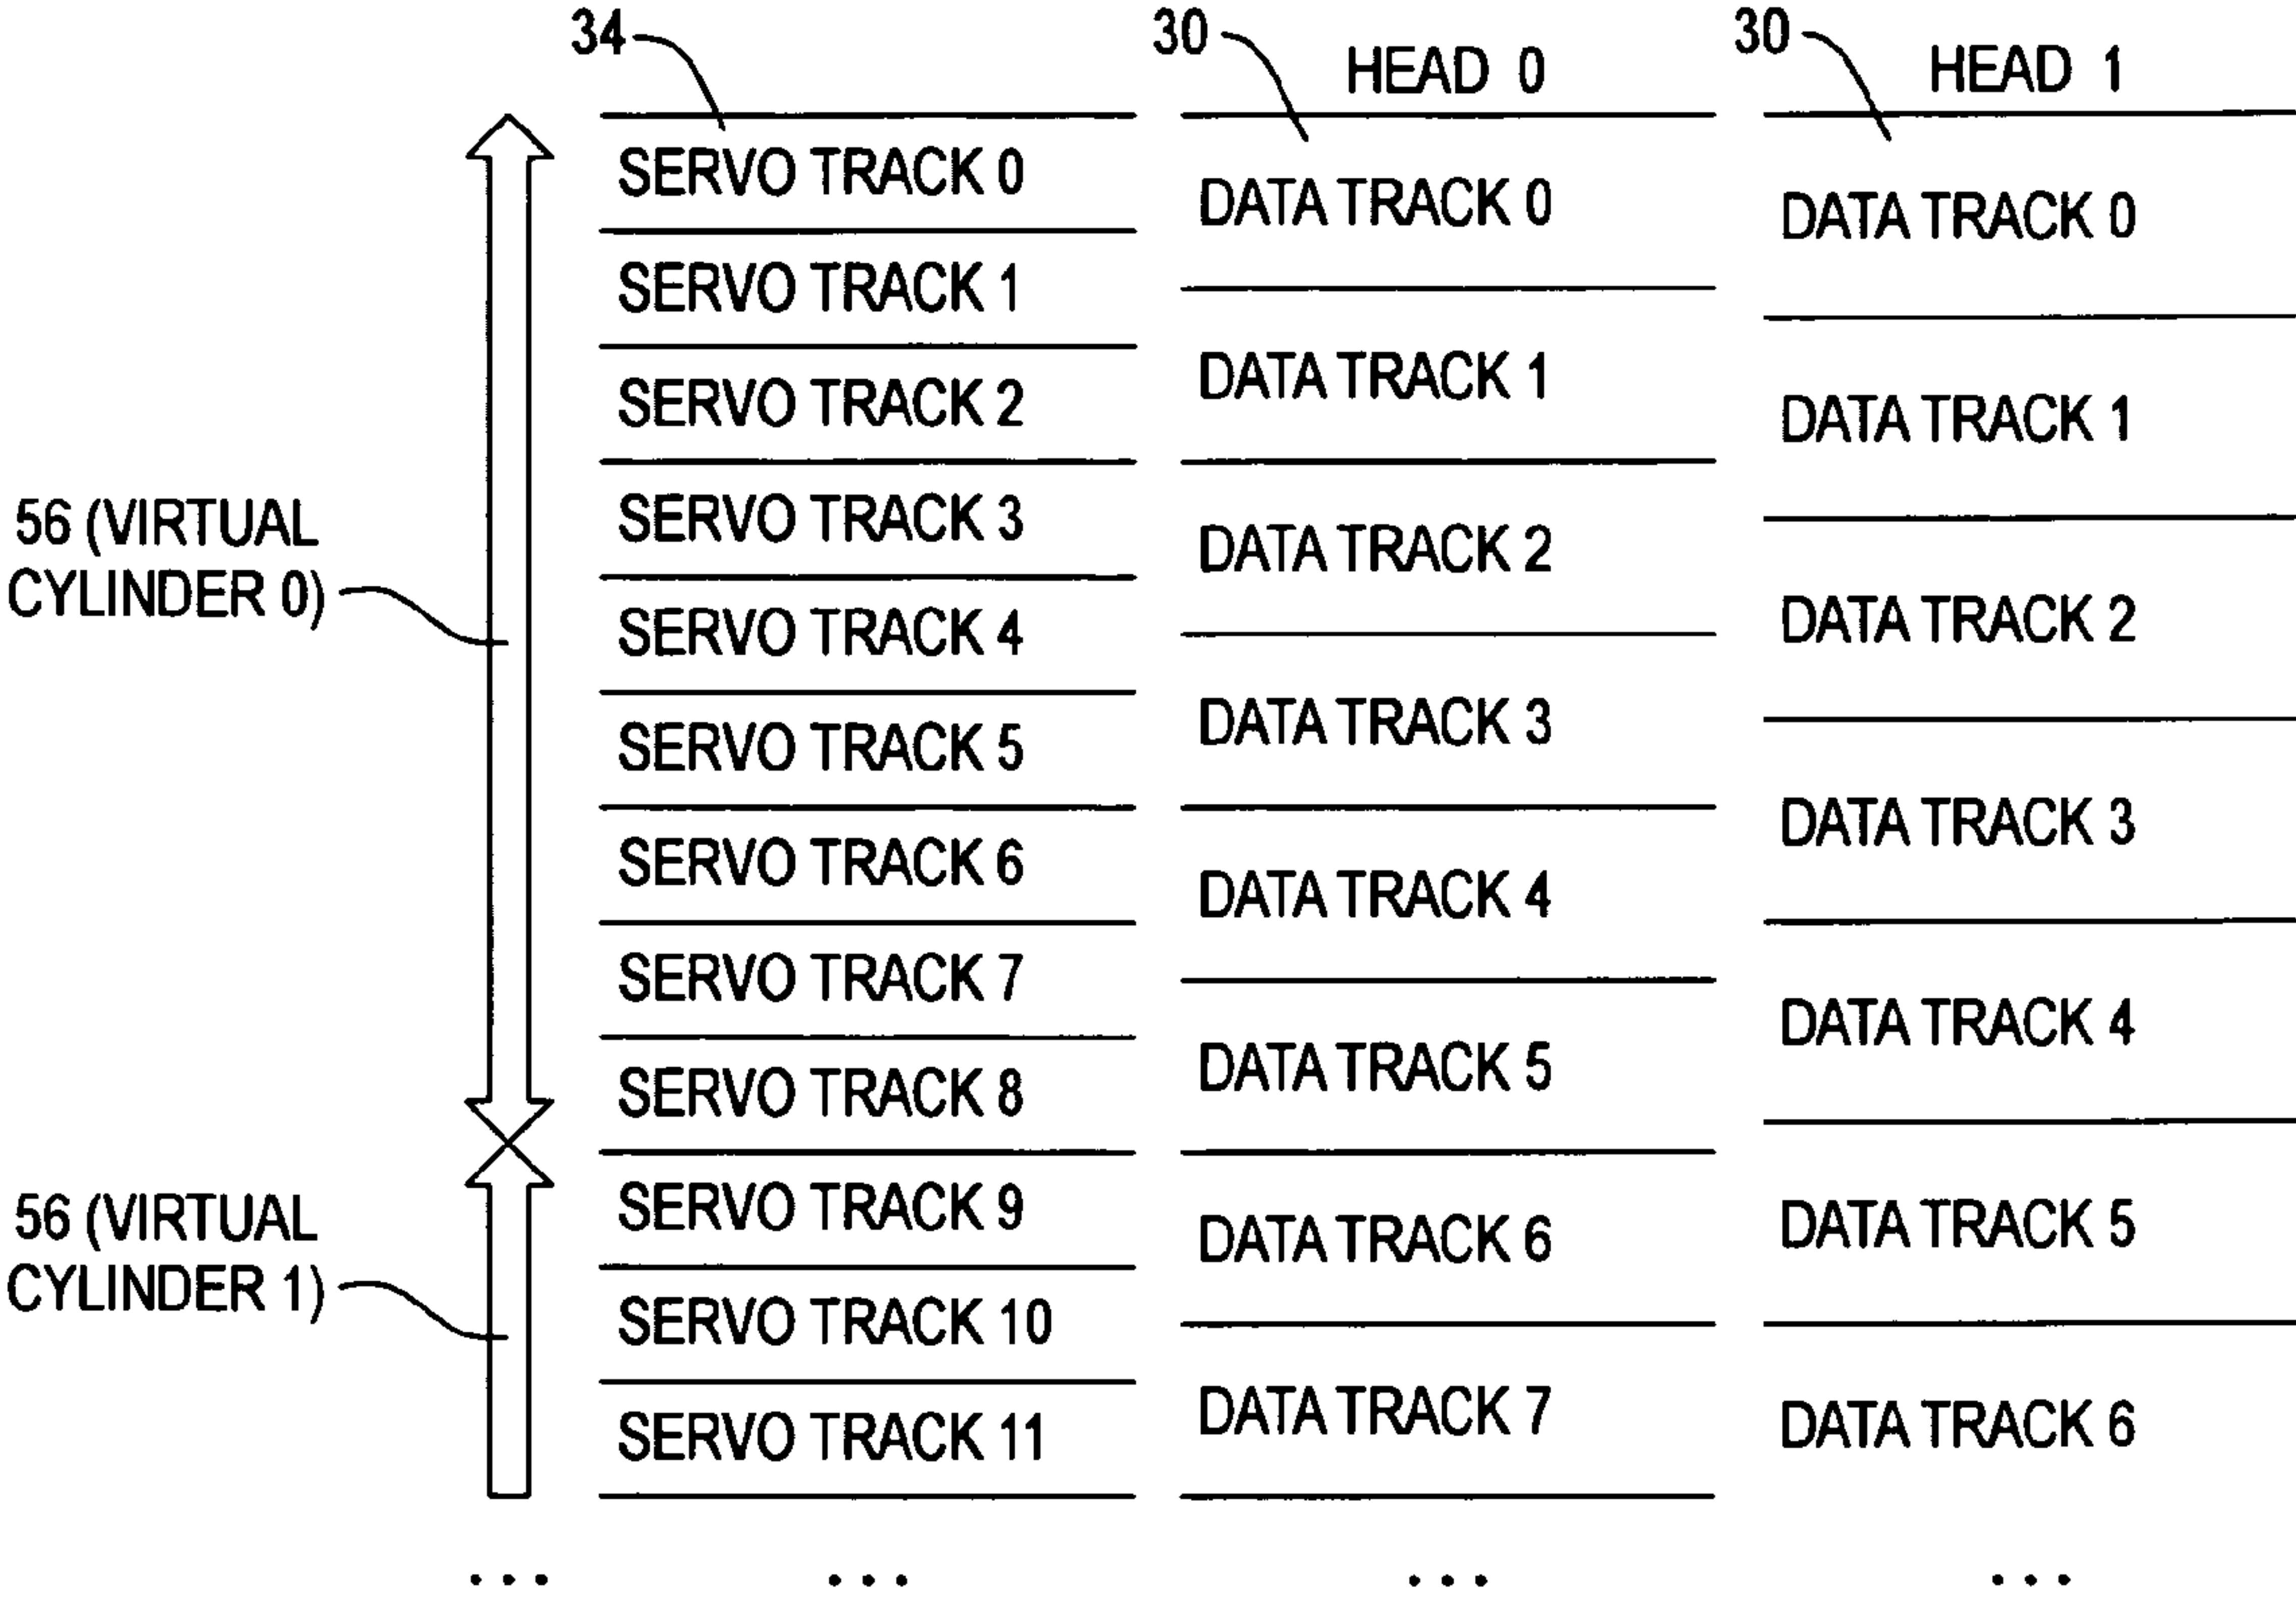 34
30
HEAD 0
30
HEAD 1
SERVO TRACK 0
SERVO TRACK 1
SERVO TRACK 2
SERVO TRACK 3
SERVO TRACK 4
SERVO TRACK 5
SERVO TRACK 6
SERVO TRACK 7
SERVO TRACK 8
SERVO TRACK 9
SERVO TRACK 10
SERVO TRACK 11
...
DATA TRACK 0
DATA TRACK 1
DATA TRACK 2
DATA TRACK 3
DATA TRACK 4
DATA TRACK 5
DATA TRACK 6
DATA TRACK 7
...
DATA TRACK 0
DATA TRACK 1
DATA TRACK 2
DATA TRACK 3
DATA TRACK 4
DATA TRACK 5
DATA TRACK 6
...
56 (VIRTUAL
CYLINDER 0)
56 (VIRTUAL
CYLINDER 1)
...